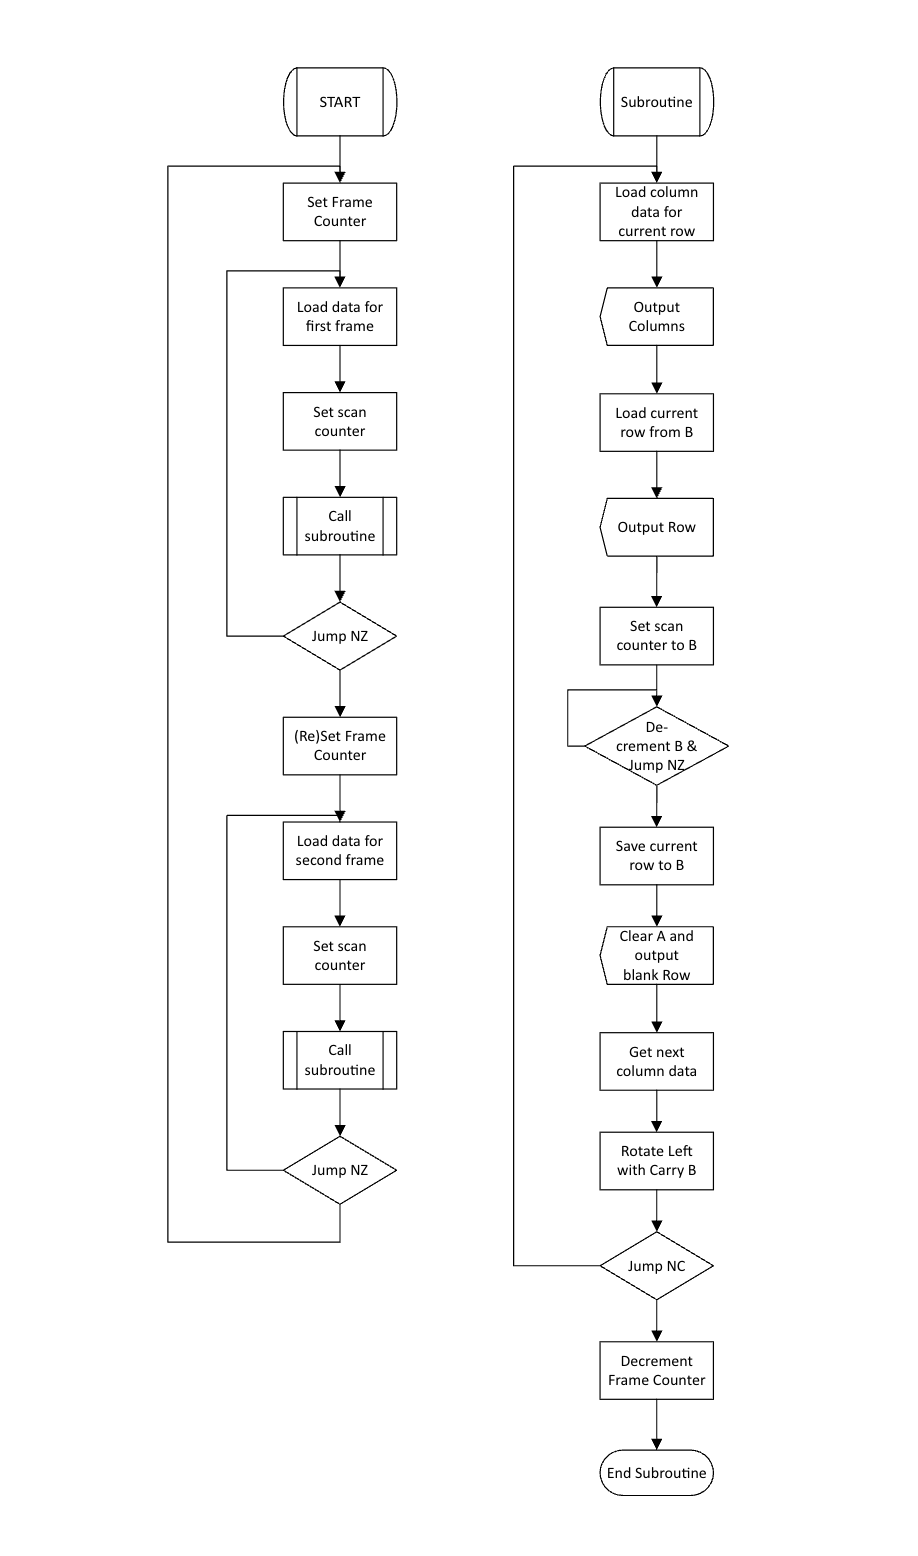 START
Set Frame
Counter
Load data for
first frame
Set scan
counter
Call
subroutine
Jump NZ
(Re)Set Frame
Counter
Load data for
second frame
Set scan
counter
Call
subroutine
Jump NZ
Subroutine
Load column
data for
current row
Output
Columns
Load current
row from B
Output Row
Set scan
counter to B
De-
crement B &
Jump NZ
Save current
row to B
Clear A and
output
blank Row
Get next
column data
Rotate Left
with Carry B
Jump NC
Decrement
Frame Counter
End Subroutine